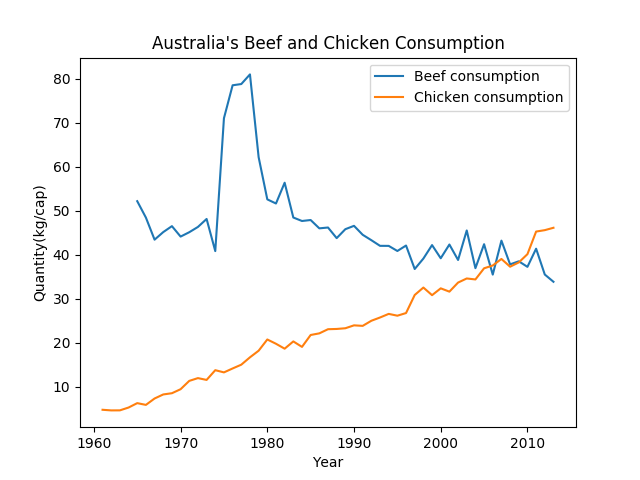 Australia's Beef and Chicken Consumption
Beef consumption
Chicken consumption
Quantity(kg/cap)
80
70
60
50
40
30
20
10
1960 1970 1980 1990 2000 2010
Year